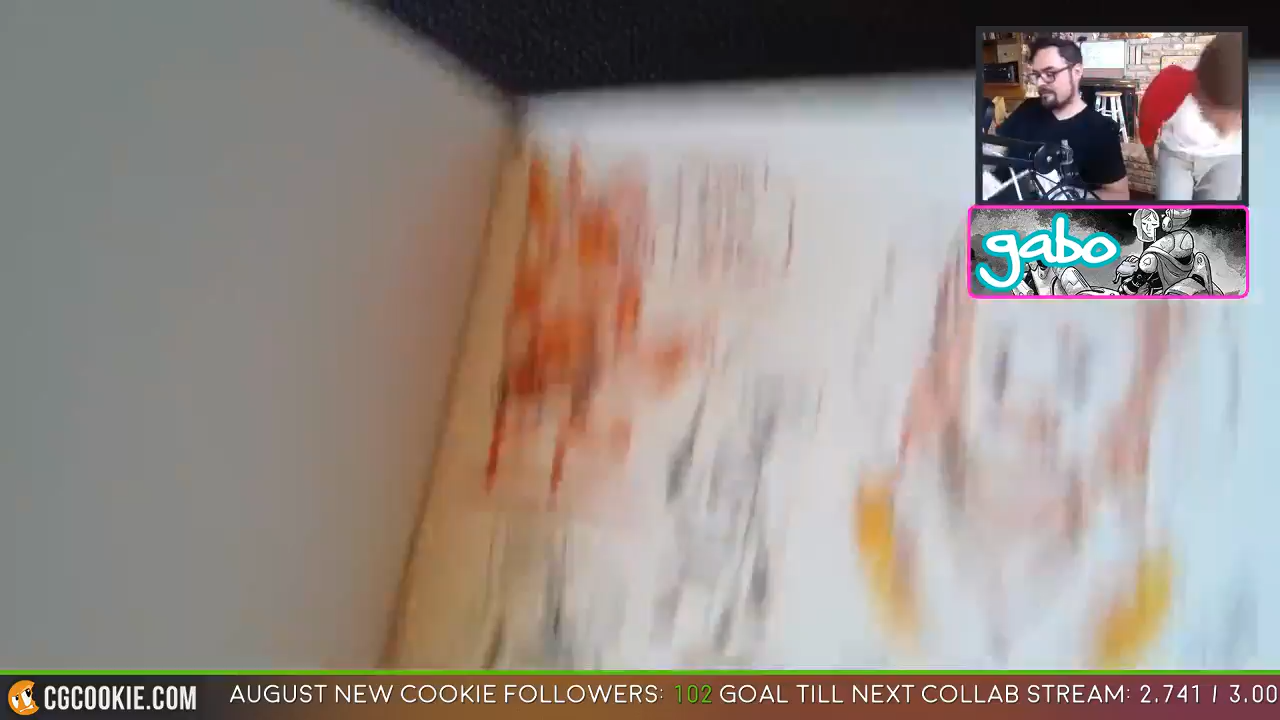 gabo
CGCOOKIE.COM
AUGUST NEW COOKIE FOLLOWERS: 102 GOAL TILL NEXT COLLAB STREAM: 2.741 / 3.00